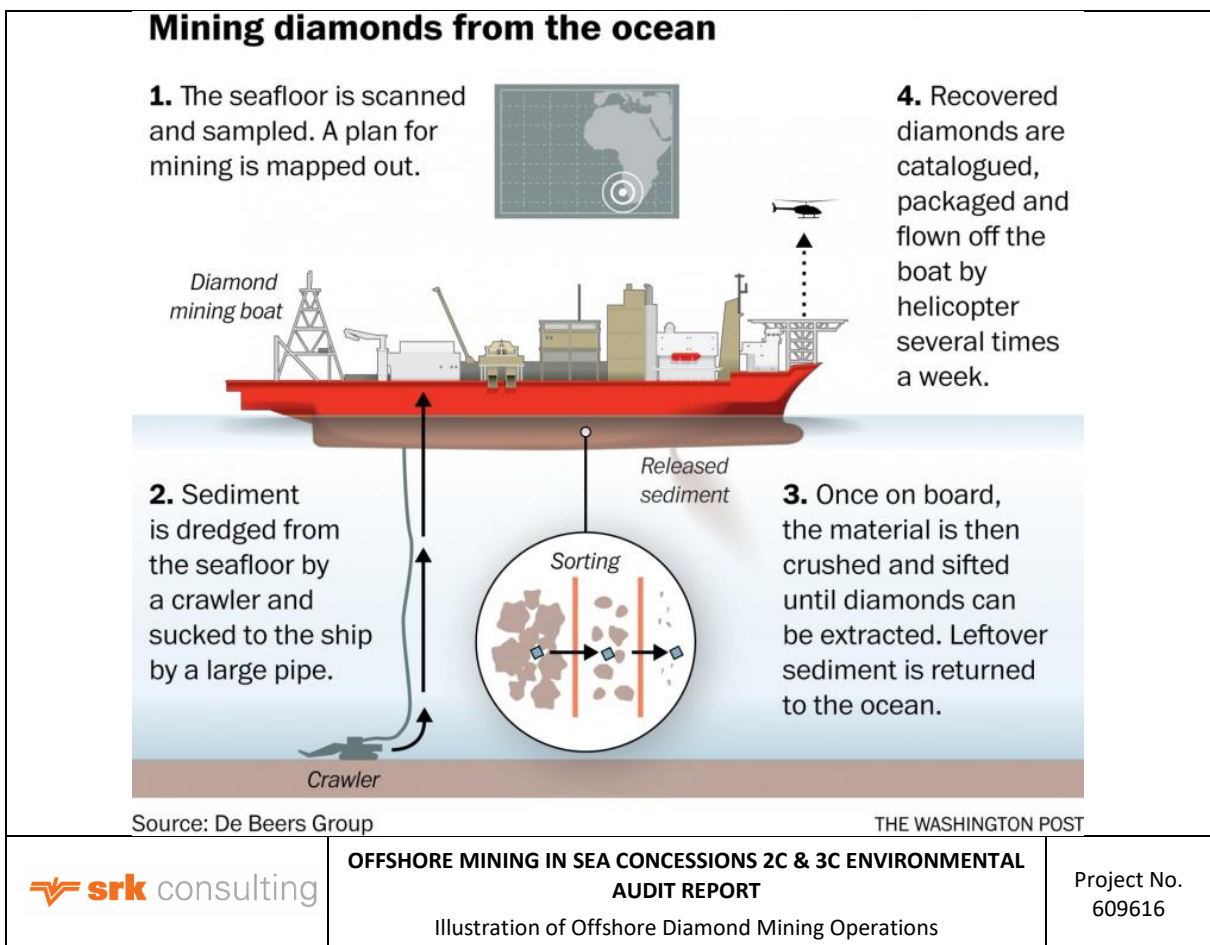 Mining diamonds from the ocean
1. The seafloor is scanned
and sampled. A plan for
mining is mapped out.
4. Recovered
diamonds are
catalogued,
packaged and
flown off the
boat by
helicopter
several times
a week.
Diamond
mining boat
2. Sediment
is dredged from
the seafloor by
a crawler and
sucked to the ship
by a large pipe.
Released
sediment
Sorting
3. Once on board,
the material is then
crushed and sifted
until diamonds can
be extracted. Leftover
sediment is returned
to the ocean.
Crawler
Source: De Beers Group
THE WASHINGTON POST
srk consulting
OFFSHORE MINING IN SEA CONCESSIONS 2C & 3C ENVIRONMENTAL
AUDIT REPORT
Illustration of Offshore Diamond Mining Operations
Project No.
609616